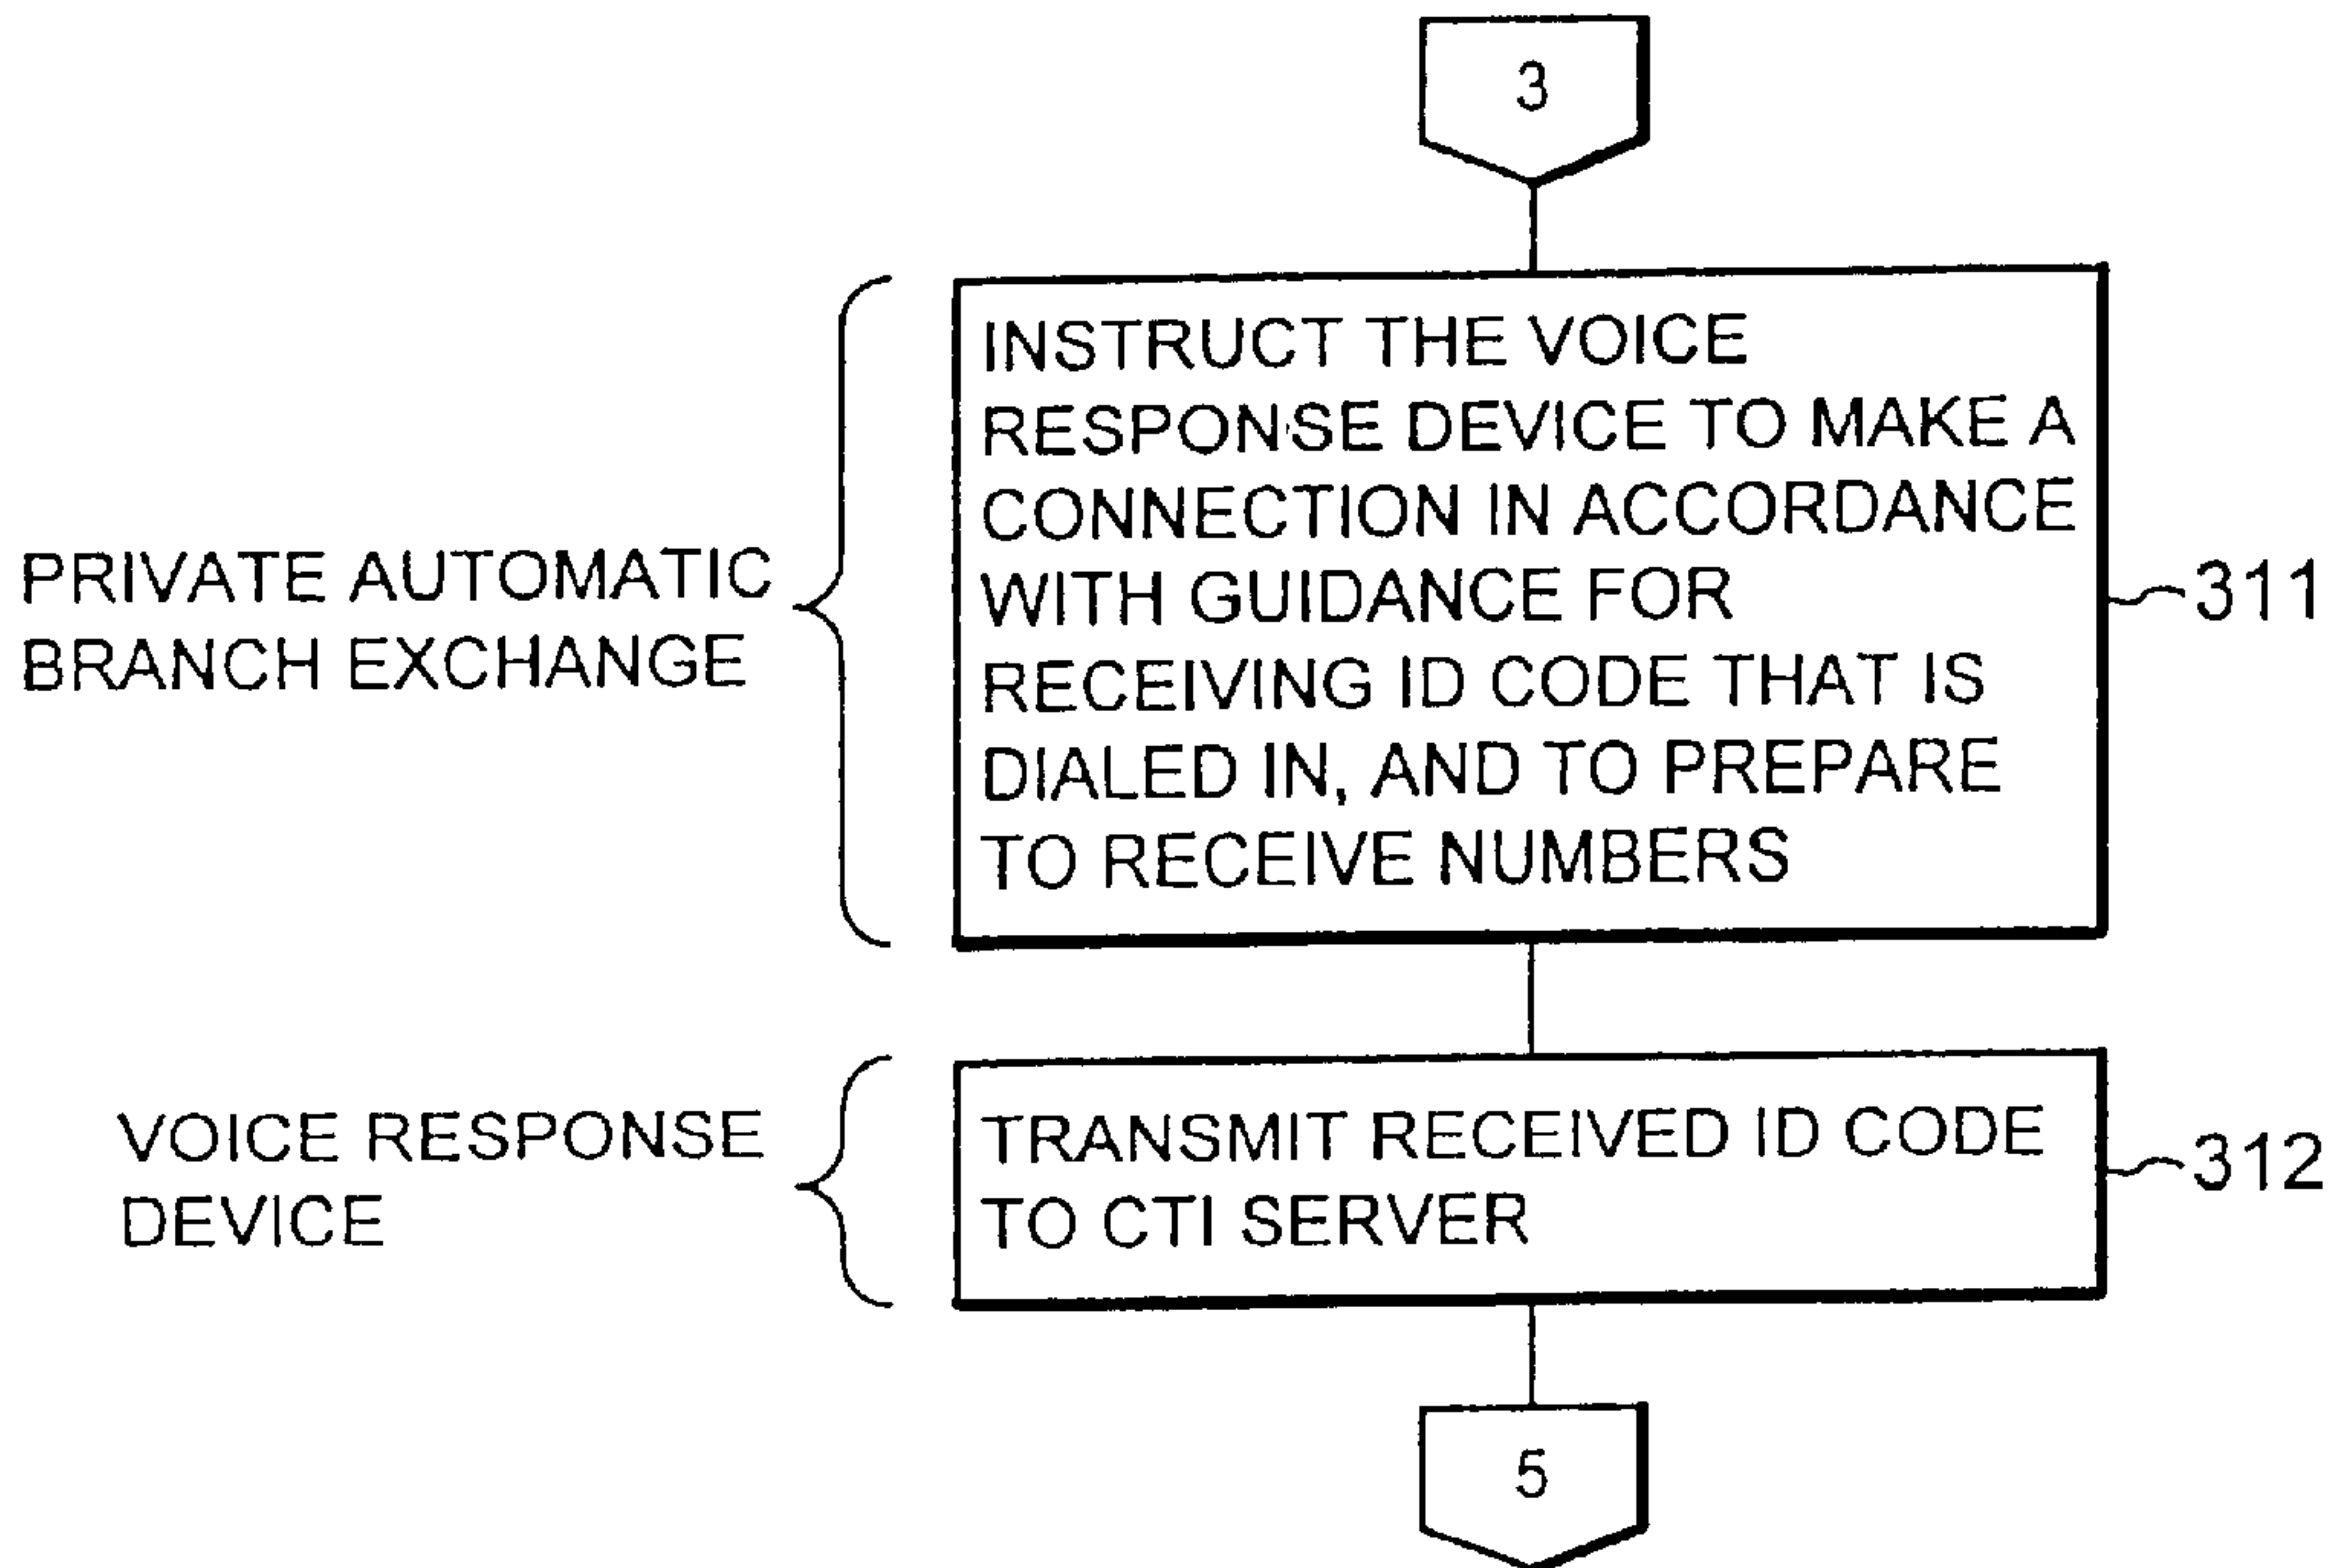 3
PRIVATE AUTOMATIC
BRANCH EXCHANGE
INSTRUCT THE VOICE
RESPONSE DEVICE TO MAKE A
CONNECTION IN ACCORDANCE
WITH GUIDANCE FOR
RECEIVING ID CODE THAT IS
DIALED IN, AND TO PREPARE
TO RECEIVE NUMBERS
311
VOICE RESPONSE
DEVICE
TRANSMIT RECEIVED ID CODE
TO CTI SERVER
312
5